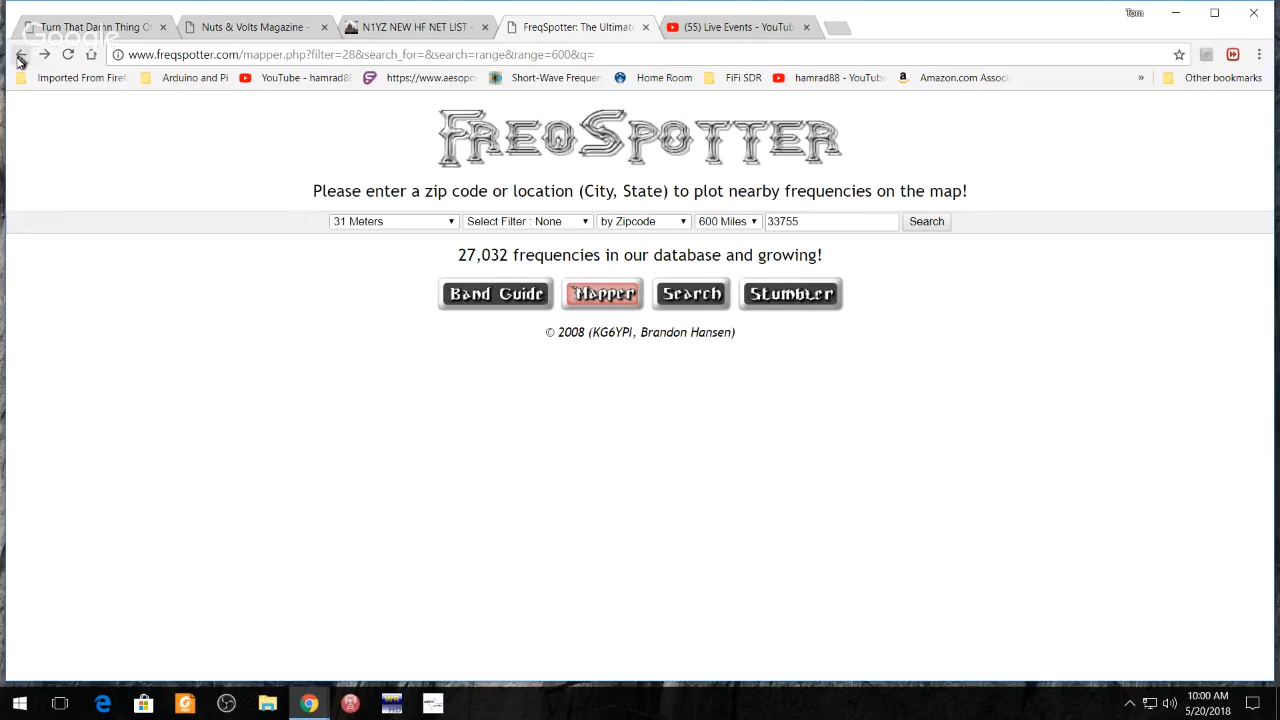 Turn That Damn Thing O
Nuts & Volts Magazine -
N1YZ NEW HF NET LIST –
FreqSpotter: The Ultimate
(55) Live Events - YouTube
Tom
Google
www.freqspotter.com/mapper.php?filter=28&search_for=&search=range&range=600&q=
Imported From Firef
Arduino and Pi
YouTube - hamrad8
https://www.aesopo
Short-Wave Frequen
Home Room
FiFi SDR
hamrad88 - YouTube
Amazon.com Associ
»
Other bookmarks
FreqSpotter
Please enter a zip code or location (City, State) to plot nearby frequencies on the map!
31 Meters Select Filter : None by Zipcode 600 Miles 33755 Search
27,032 frequencies in our database and growing!
Band Guide Mapper Search Stumbler
© 2008 (KG6YPI, Brandon Hansen)
10:00 AM
5/20/2018